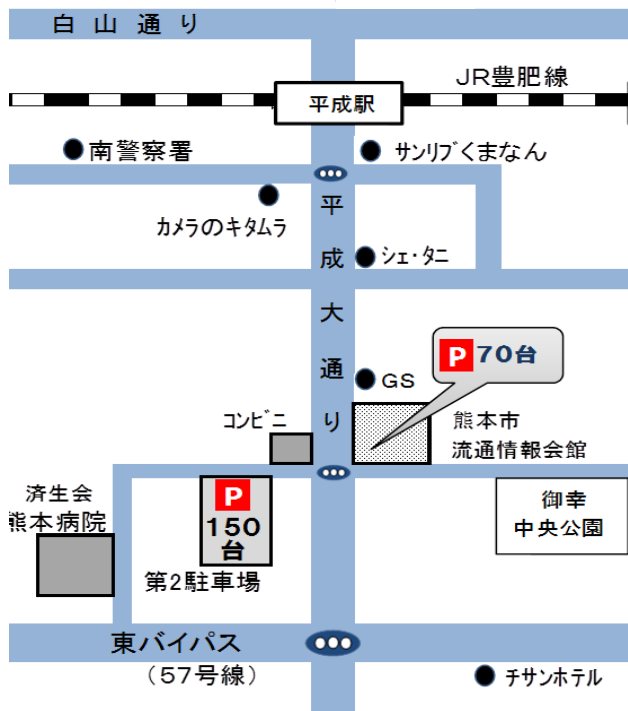 白山通り
JR豊肥線
平成駅
南警察署
サンリブくまなん
カメラのキタムラ
平成大通り
シェ・タニ
P 70台
GS
コンビニ
熊本市
流通情報会館
済生会
熊本病院
P
150
台
第2駐車場
御幸
中央公園
東バイパス
(57号線)
チサンホテル